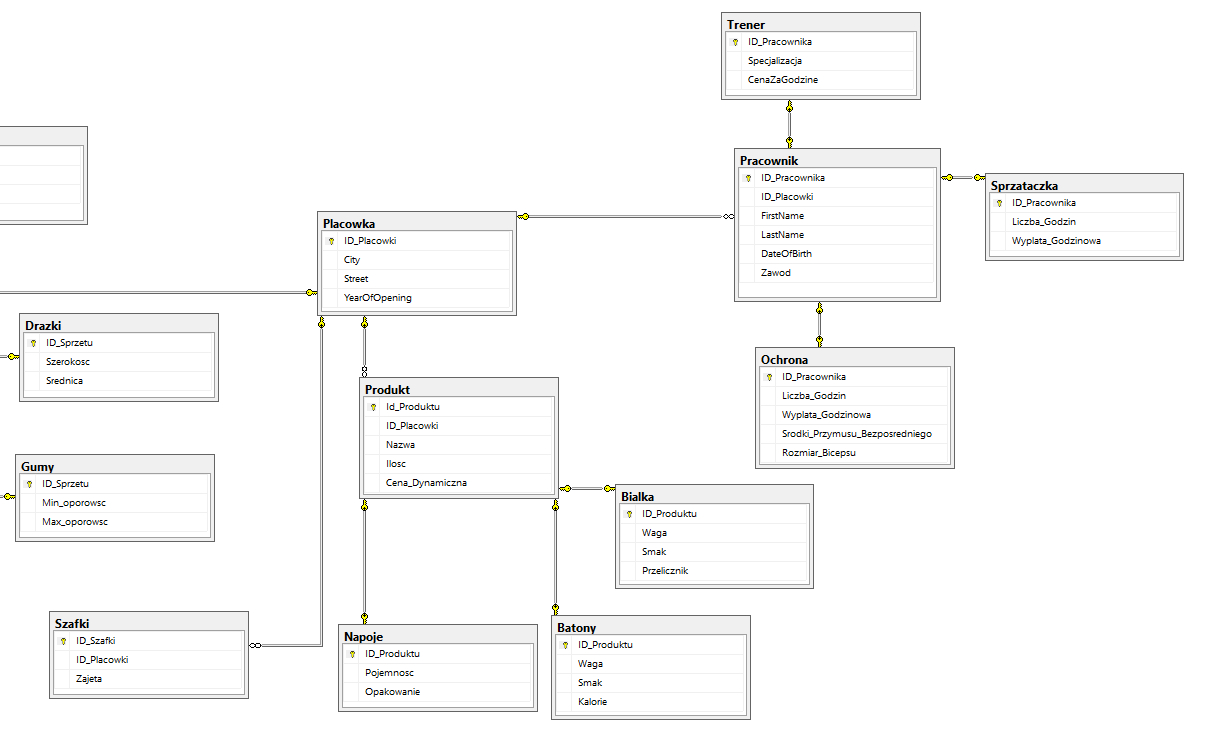 Trener
ID_Pracownika
Specjalizacja
CenaZaGodzine
Pracownik
ID_Pracownika
ID_Placowki
FirstName
LastName
DateOfBirth
Zawod
Sprzataczka
ID_Pracownika
Liczba_Godzin
Wyplata_Godzinowa
Placowka
ID_Placowki
City
Street
YearOfOpening
Drazki
ID_Sprzetu
Szerokosc
Srednica
Ochrona
ID_Pracownika
Liczba_Godzin
Wyplata_Godzinowa
Srodki_Przymusu_Bezposredniego
Rozmiar_Bicepsu
Produkt
Id_Produktu
ID_Placowki
Nazwa
Ilosc
Cena_Dynamiczna
Gumy
ID_Sprzetu
Min_oporowsc
Max_oporowsc
Bialka
ID_Produktu
Waga
Smak
Przelicznik
Szafki
ID_Szafki
ID_Placowki
Zajeta
Napoje
ID_Produktu
Pojemnosc
Opakowanie
Batony
ID_Produktu
Waga
Smak
Kalorie